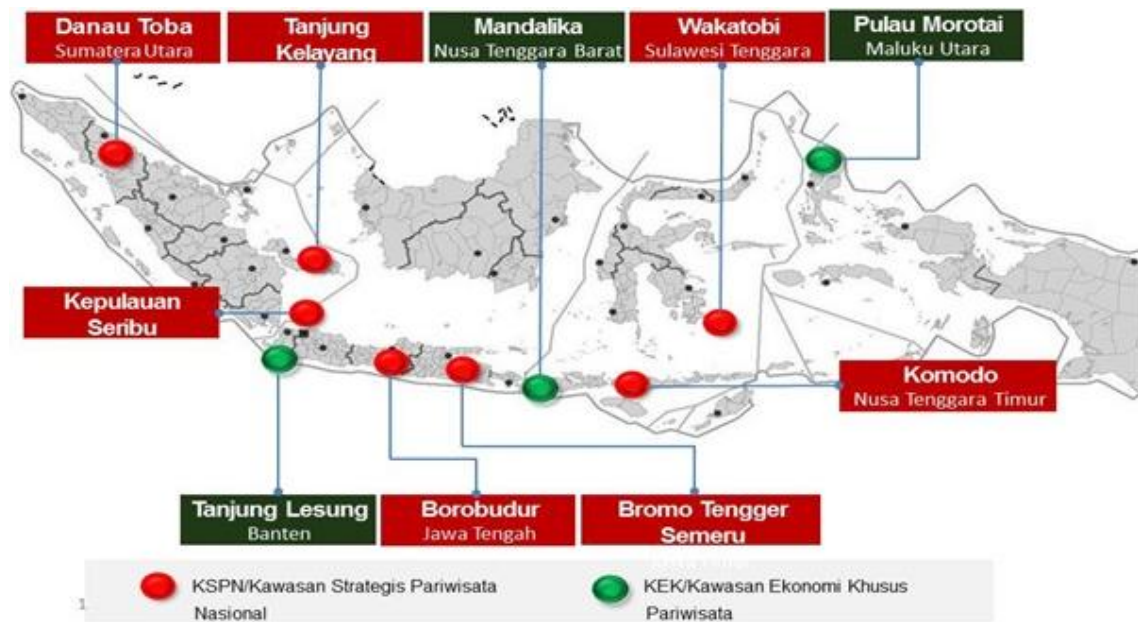 Danau Toba
Sumatera Utara
Tanjung
Kelayang
Mandalika
Nusa Tenggara Barat
Wakatobi
Sulawesi Tenggara
Pulau Morotai
Maluku Utara
Kepulauan
Seribu
Komodo
Nusa Tenggara Timur
Tanjung Lesung
Banten
Borobudur
Jawa Tengah
Bromo Tengger
Semeru
KSPN/Kawasan Strategis Pariwisata
Nasional
KEK/Kawasan Ekonomi Khusus
Pariwisata
1